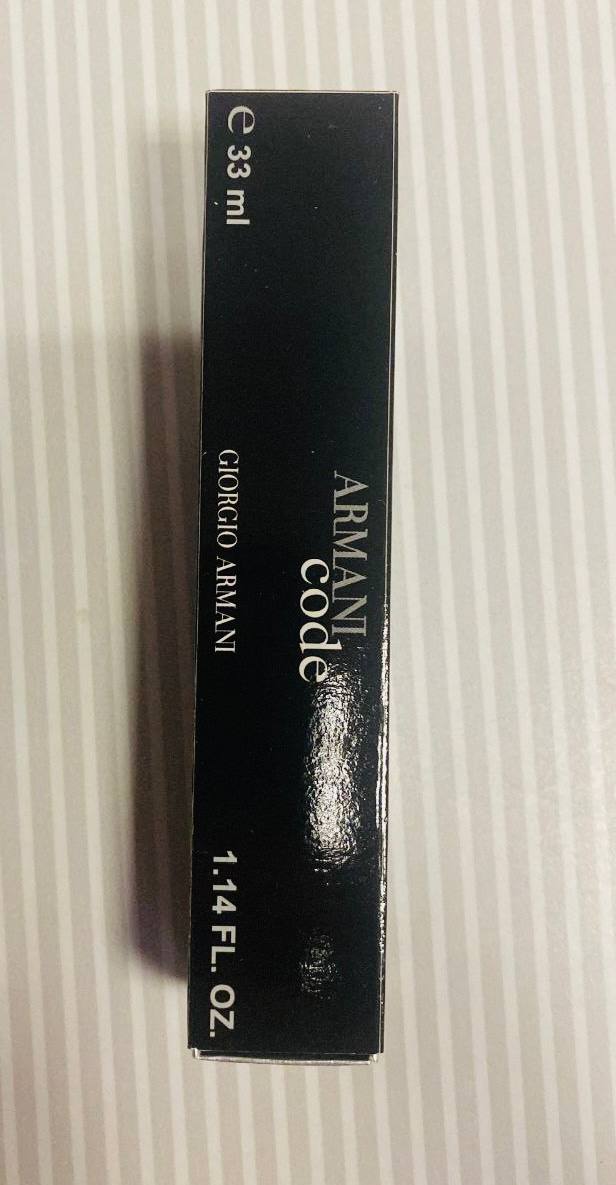 ARMANI
code
e 33 ml
GIORGIO ARMANI
1.14 FL. OZ.